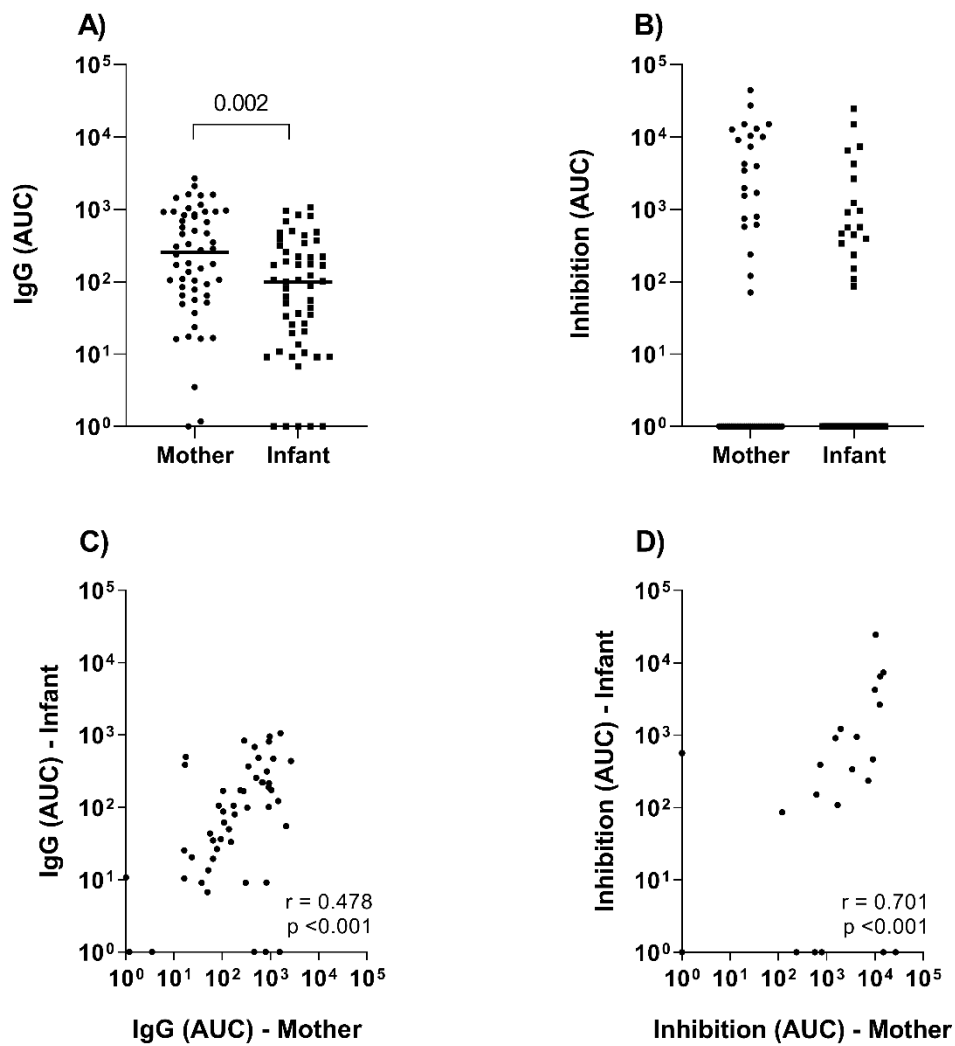 A)
10⁵
10⁴
10³
10²
10¹
10⁰
IgG (AUC)
0.002
Mother Infant
B)
10⁵
10⁴
10³
10²
10¹
10⁰
Inhibition (AUC)
Mother Infant
C)
10⁵
10⁴
10³
10²
10¹
10⁰
IgG (AUC) - Infant
r = 0.478
p <0.001
10⁰ 10¹ 10² 10³ 10⁴ 10⁵
IgG (AUC) - Mother
D)
10⁵
10⁴
10³
10²
10¹
10⁰
Inhibition (AUC) - Infant
r = 0.701
p <0.001
10⁰ 10¹ 10² 10³ 10⁴ 10⁵
Inhibition (AUC) - Mother